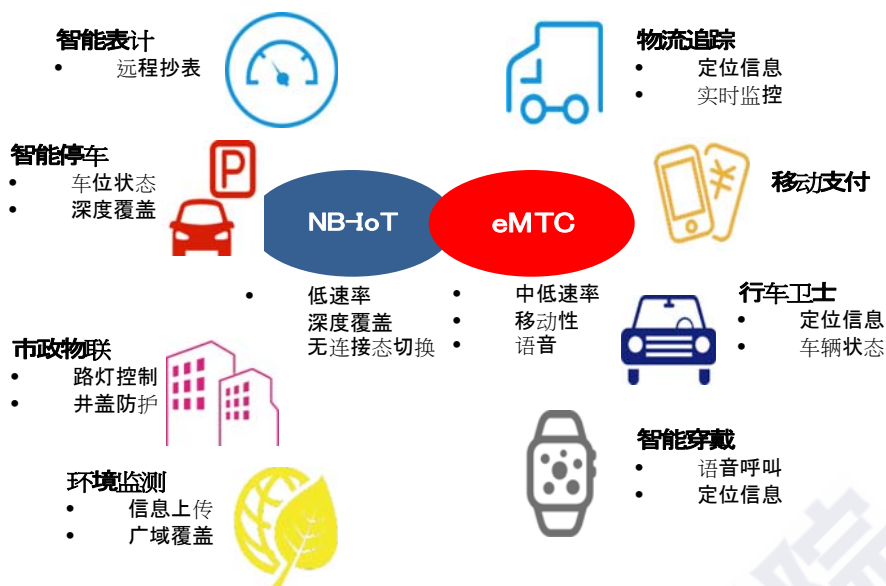 智能表计
• 远程抄表
智能停车
• 车位状态
• 深度覆盖
P
市政物联
• 路灯控制
• 井盖防护
环境监测
• 信息上传
• 广域覆盖
NB-IoT
• 低速率
深度覆盖
无连接态切换
eMTC
• 中低速率
• 移动性
• 语音
物流追踪
• 定位信息
• 实时监控
¥
移动支付
行车卫士
• 定位信息
• 车辆状态
智能穿戴
• 语音呼叫
• 定位信息